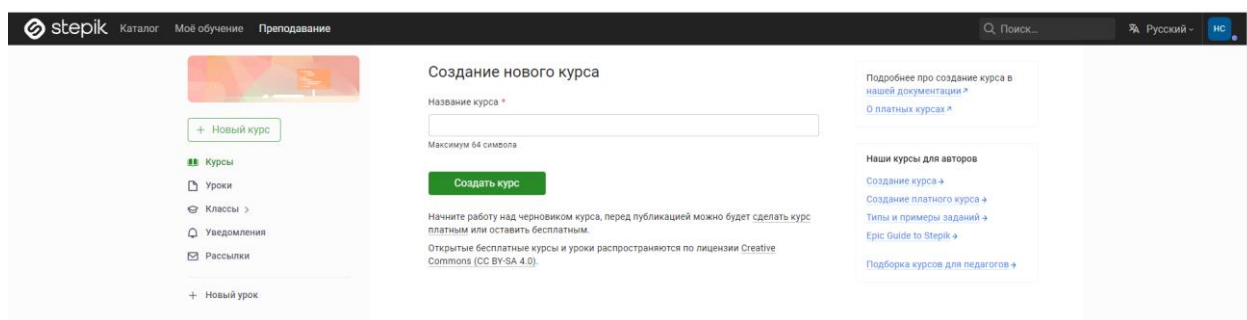 stepik Каталог Моё обучение Преподавание Поиск... Русский НС
+ Новый курс
Курсы
Уроки
Классы >
Уведомления
Рассылки
+ Новый урок
Создание нового курса
Название курса *
Максимум 64 символа
Создать курс
Начните работу над черновиком курса, перед публикацией можно будет сделать курс
платным или оставить бесплатным.
Открытые бесплатные курсы и уроки распространяются по лицензии Creative
Commons (CC BY-SA 4.0).
Подробнее про создание курса в
нашей документации ↗
О платных курсах ↗
Наши курсы для авторов
Создание курса →
Создание платного курса →
Типы и примеры заданий →
Epic Guide to Stepik →
Подборка курсов для педагогов →